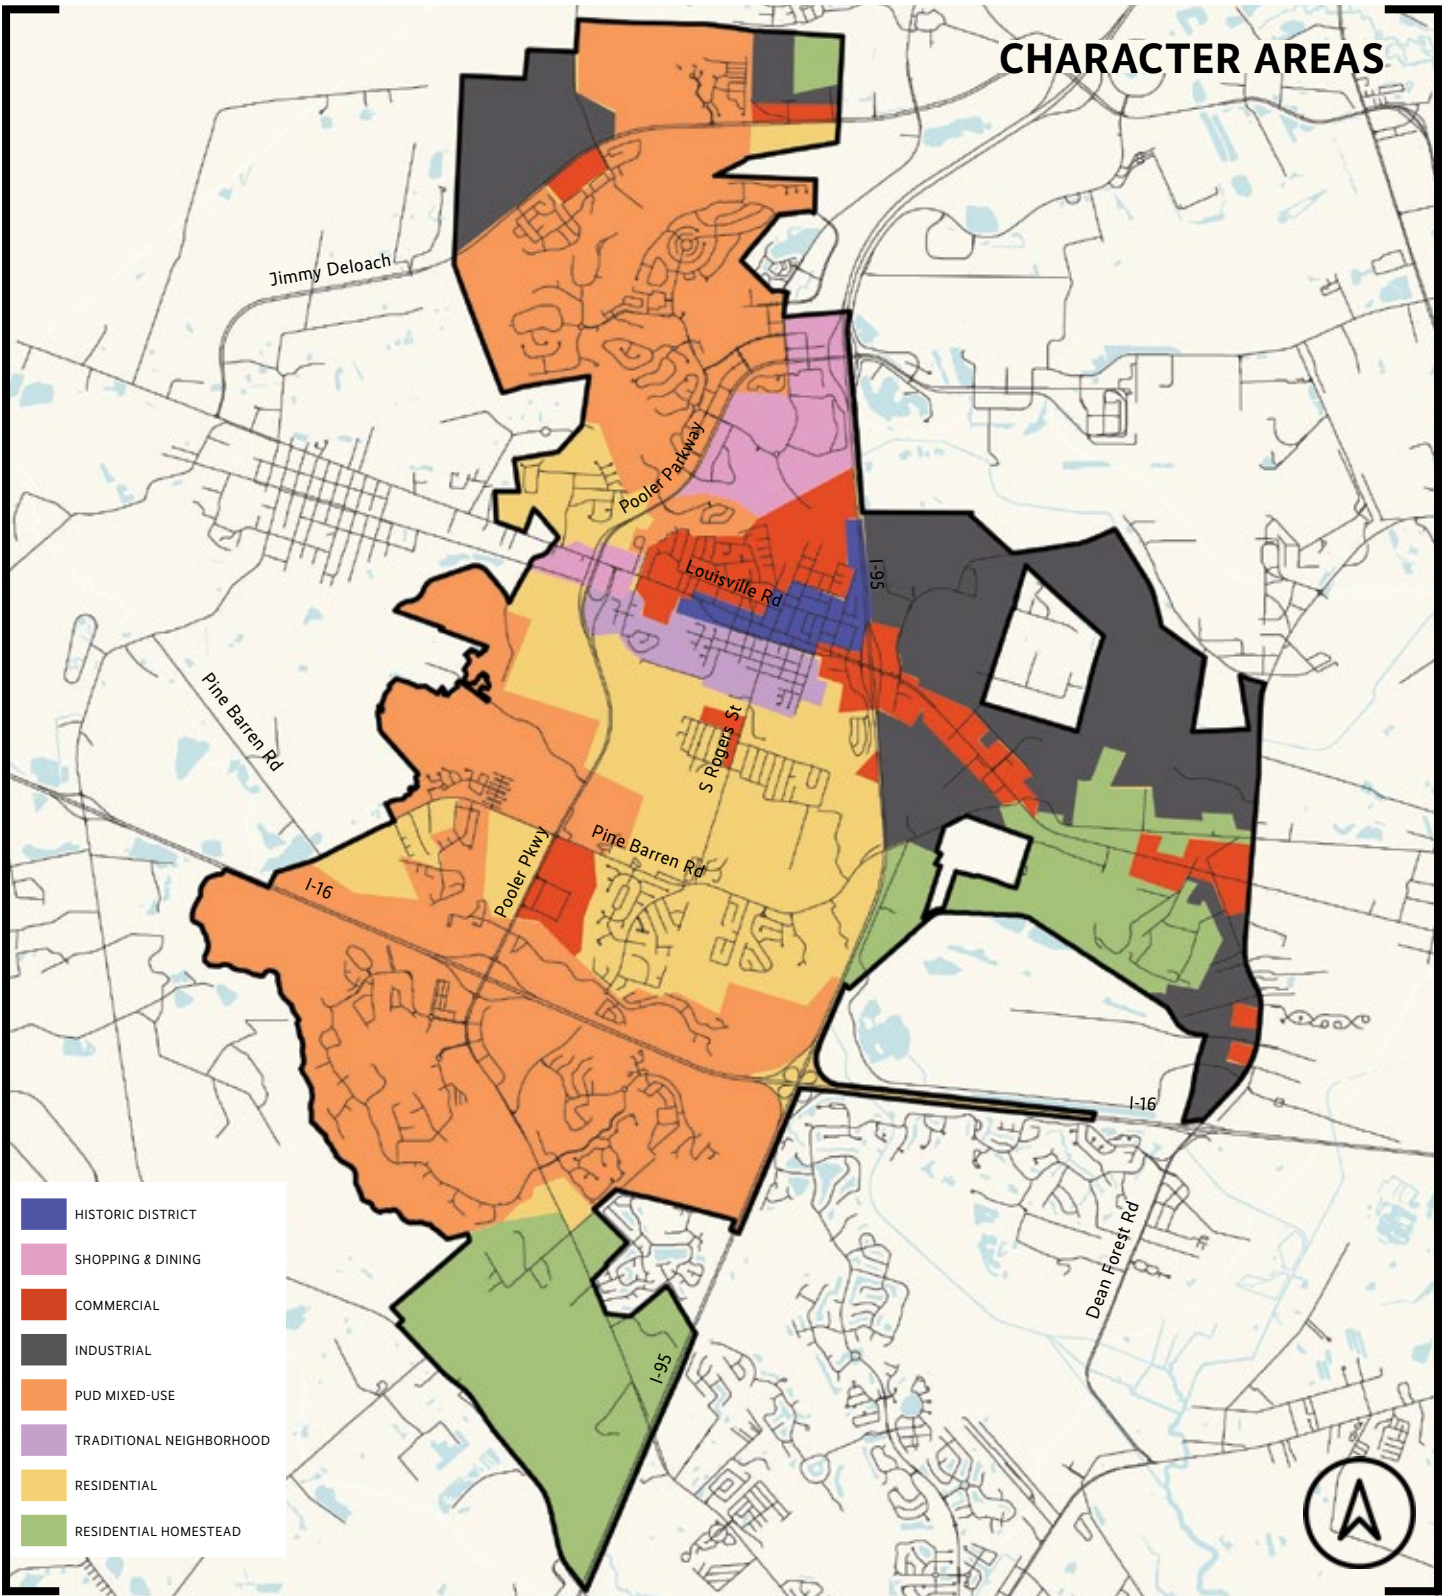 CHARACTER AREAS
Jimmy Deloach
Pooler Parkway
Louisville Rd
I-95
Pine Barren Rd
S Rogers St
Pine Barren Rd
Pooler Pkwy
I-16
I-16
Dean Forest Rd
I-95
HISTORIC DISTRICT
SHOPPING & DINING
COMMERCIAL
INDUSTRIAL
PUD MIXED-USE
TRADITIONAL NEIGHBORHOOD
RESIDENTIAL
RESIDENTIAL HOMESTEAD